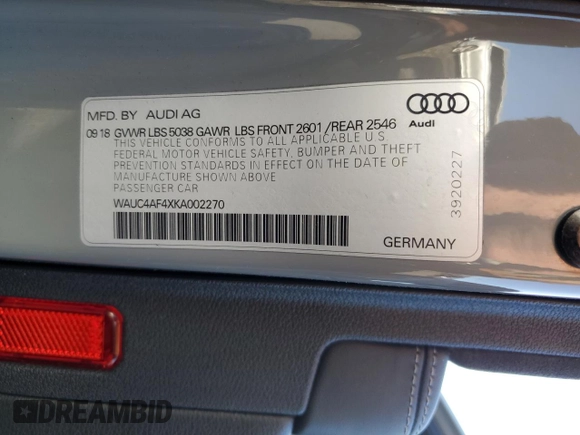 MFD. BY AUDI AG
09 18 GVWR LBS 5038 GAWR LBS FRONT 2601 /REAR 2546
THIS VEHICLE CONFORMS TO ALL APPLICABLE U.S.
FEDERAL MOTOR VEHICLE SAFETY, BUMPER AND THEFT
PREVENTION STANDARDS IN EFFECT ON THE DATE OF
MANUFACTURE SHOWN ABOVE
PASSENGER CAR
WAUC4AF4XKA002270
Audi
3920227
GERMANY
DREAMBID